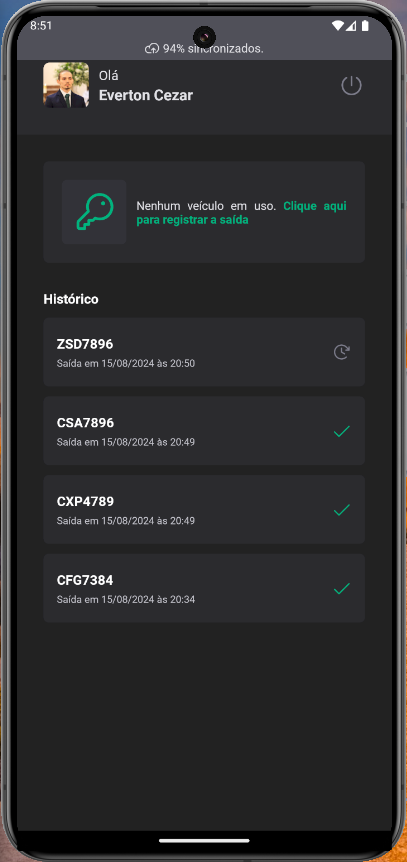 8:51
94% sincronizados.
Olá
Everton Cezar
Nenhum veículo em uso. Clique aqui
para registrar a saída
Histórico
ZSD7896
Saída em 15/08/2024 às 20:50
CSA7896
Saída em 15/08/2024 às 20:49
CXP4789
Saída em 15/08/2024 às 20:49
CFG7384
Saída em 15/08/2024 às 20:34